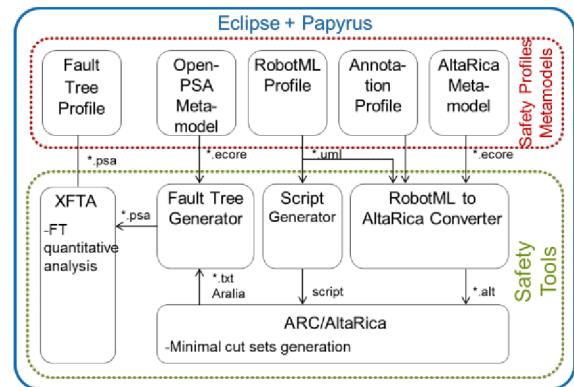 Eclipse + Papyrus
Fault
Tree
Profile
Open-
PSA
Meta-
model
RobotML
Profile
Annota-
tion
Profile
AltaRica
Meta-
model
Safety Profiles
Metamodels
*.psa
*.ecore
*.uml
*.ecore
XFTA
-FT
quantitative
analysis
*.psa
Fault Tree
Generator
Script
Generator
RobotML to
AltaRica Converter
Safety
Tools
*.txt
Aralia
script
*.alt
ARC/AltaRica
-Minimal cut sets generation